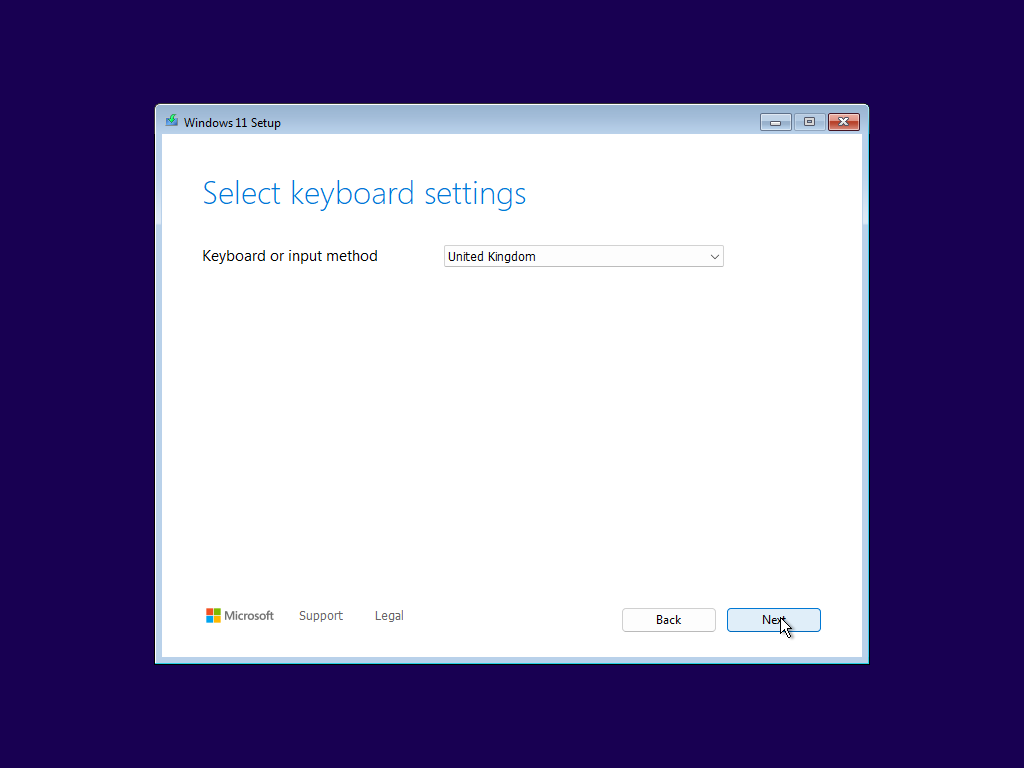 Windows 11 Setup
Select keyboard settings
Keyboard or input method
United Kingdom
Microsoft
Support
Legal
Back
Next